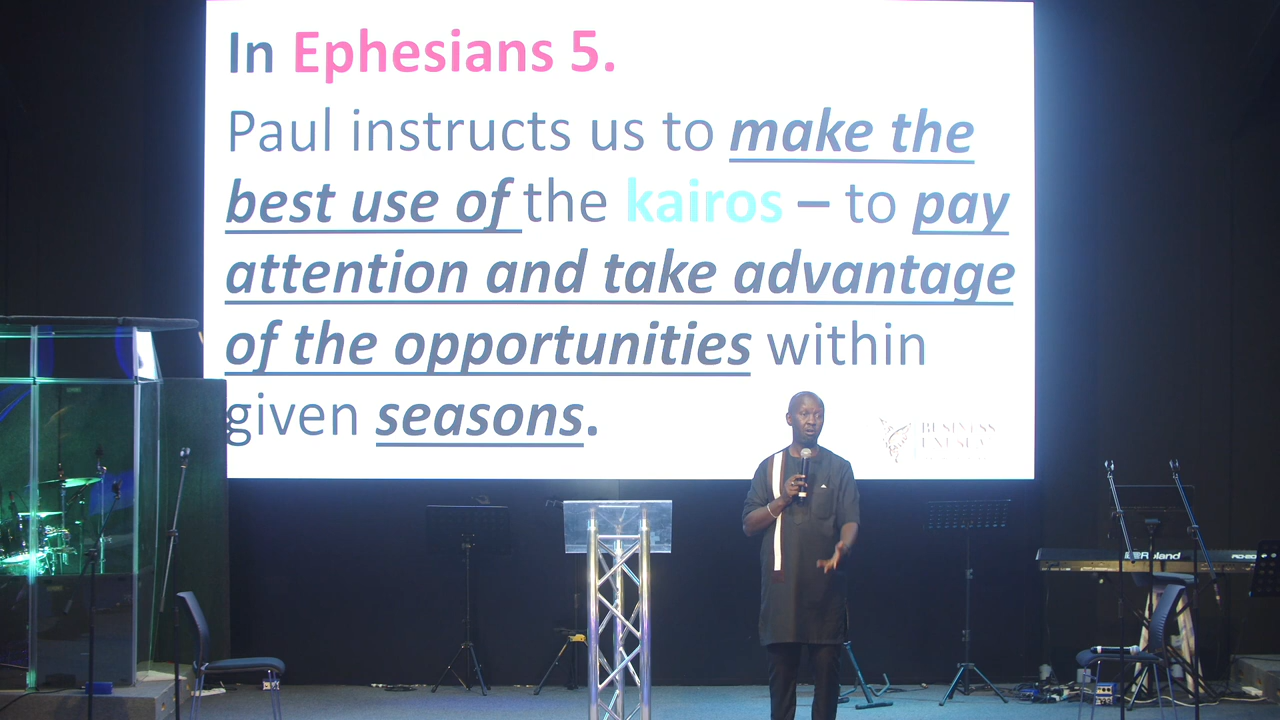 In Ephesians 5.
Paul instructs us to make the
best use of the kairos – to pay
attention and take advantage
of the opportunities within
given seasons.
BUSINESS
Roland